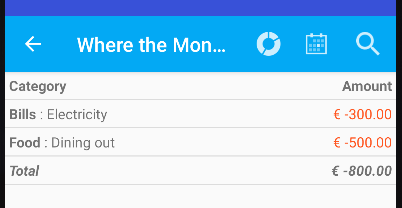 Where the Mon...
Category Amount
Bills : Electricity € -300.00
Food : Dining out € -500.00
Total € -800.00